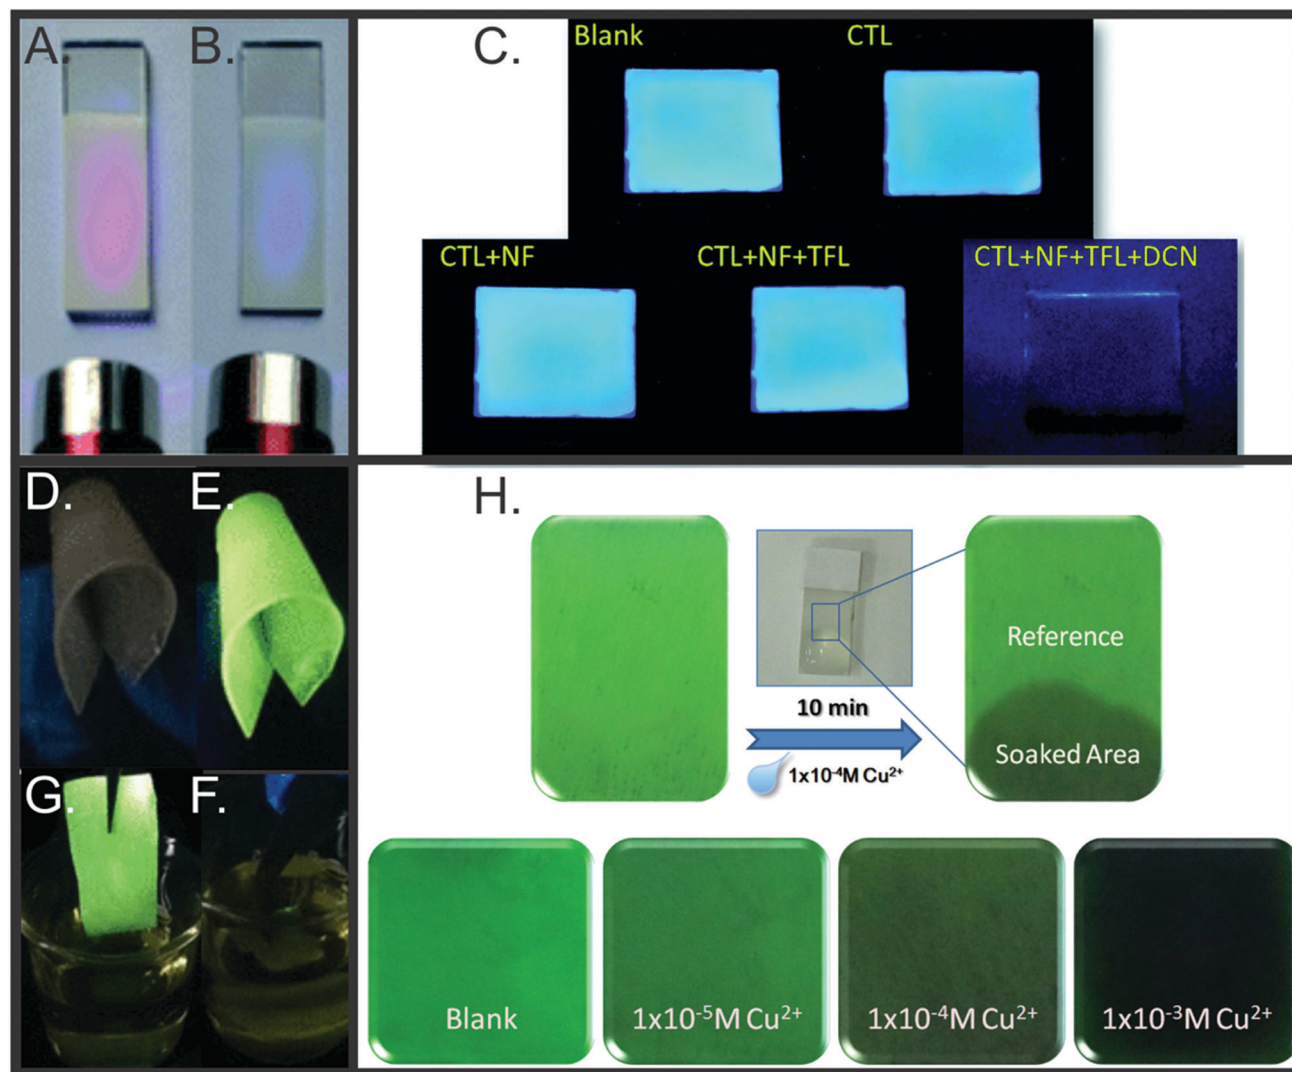 A.
B.
C.
Blank
CTL
CTL+NF
CTL+NF+TFL
CTL+NF+TFL+DCN
D.
E.
G.
F.
H.
10 min
1x10⁻⁴M Cu²⁺
Reference
Soaked Area
Blank
1x10⁻⁵M Cu²⁺
1x10⁻⁴M Cu²⁺
1x10⁻³M Cu²⁺